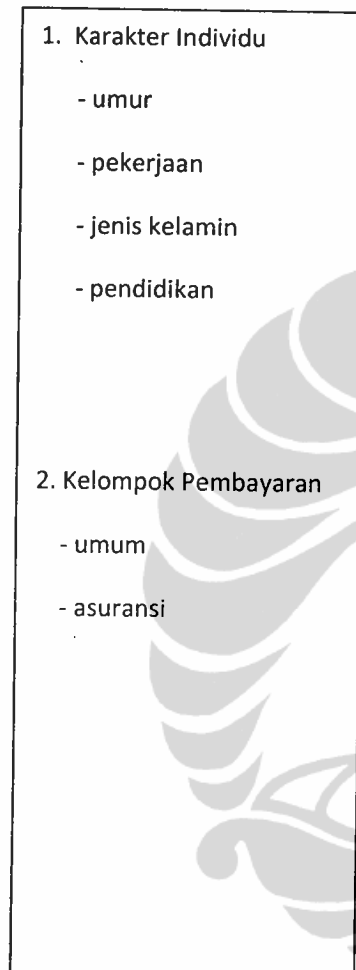 1. Karakter Individu
- umur
- pekerjaan
- jenis kelamin
- pendidikan
2. Kelompok Pembayaran
- umum
- asuransi